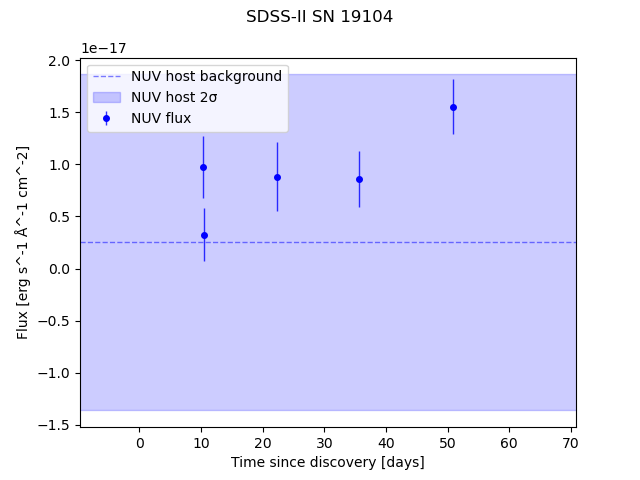 SDSS-II SN 19104
1e−17
2.0
1.5
1.0
0.5
0.0
−0.5
−1.0
−1.5
Flux [erg s^-1 Å^-1 cm^-2]
NUV host background
NUV host 2σ
NUV flux
0
10
20
30
40
50
60
70
Time since discovery [days]